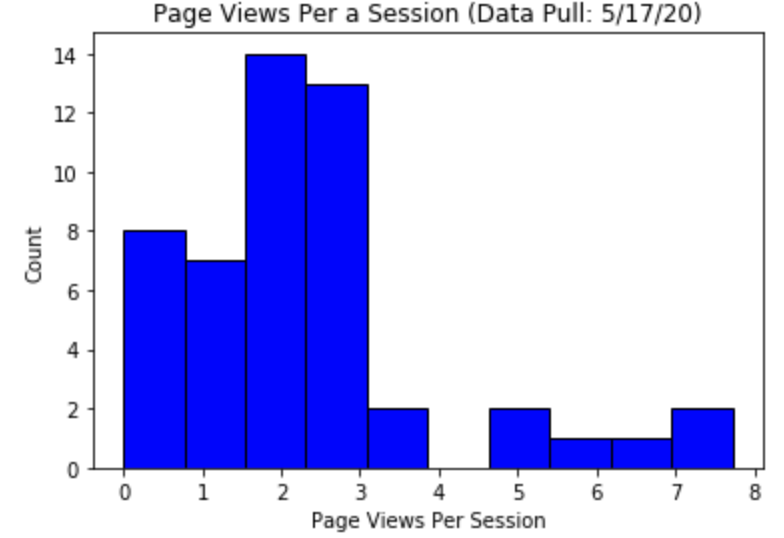 Page Views Per a Session (Data Pull: 5/17/20)
14
12
10
8
6
4
2
0
Count
0 1 2 3 4 5 6 7 8
Page Views Per Session